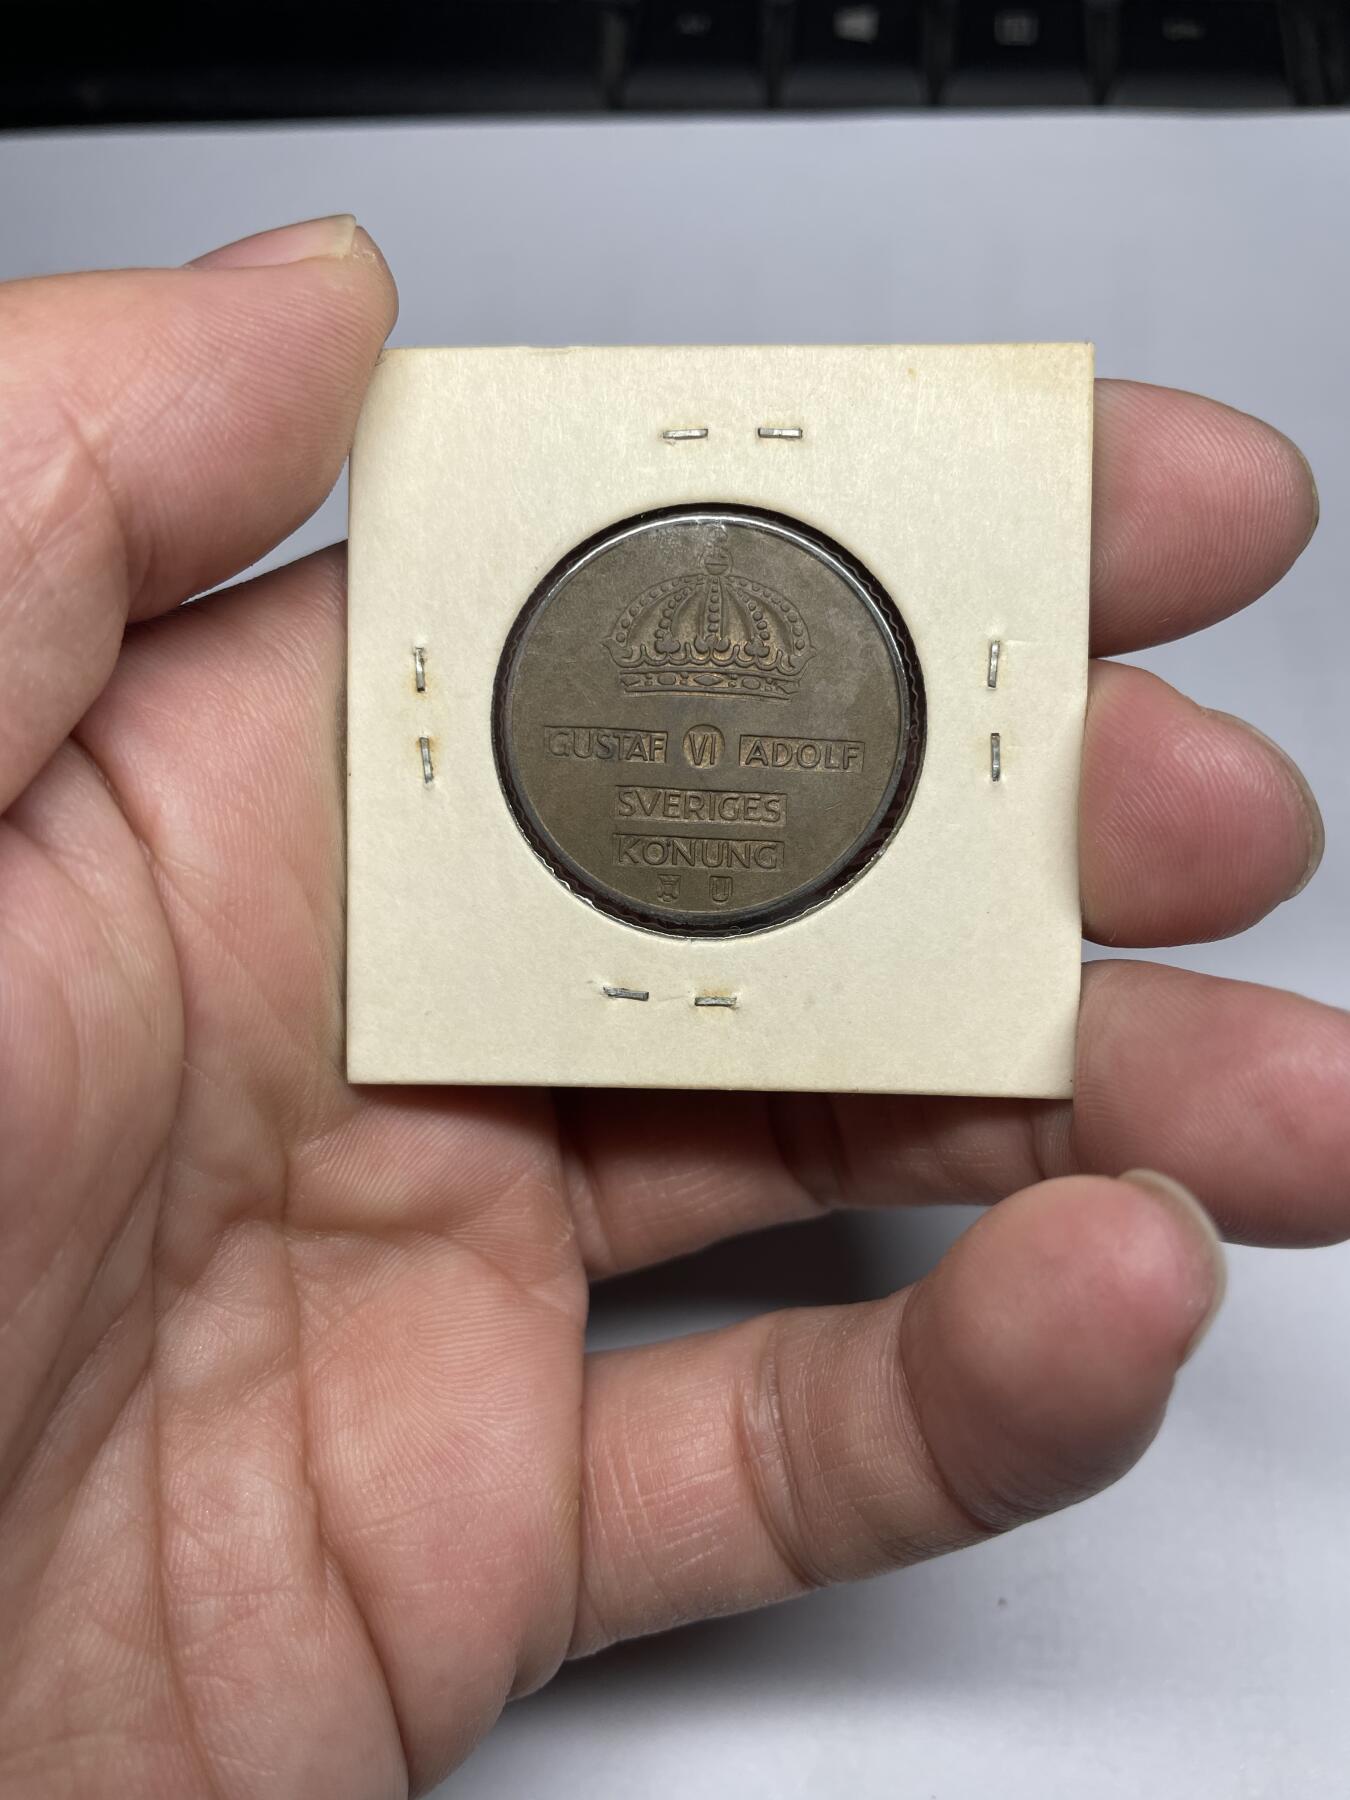 GUSTAF VI ADOLF
SVERIGES
KONUNG
U